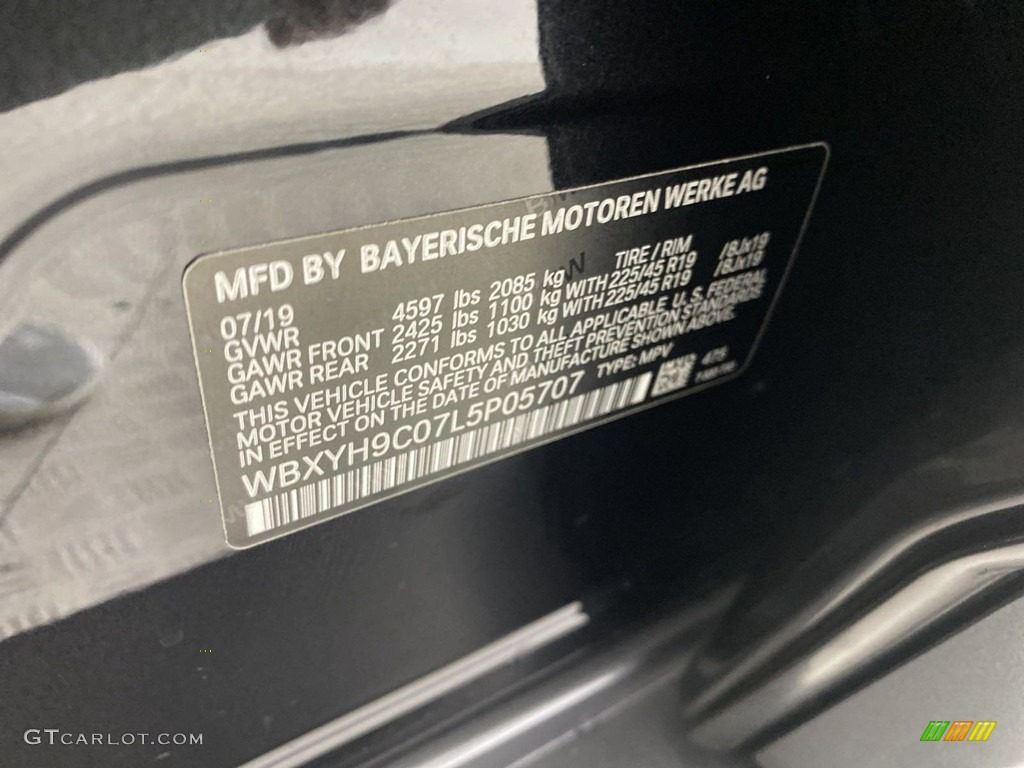 MFD BY BAYERISCHE MOTOREN WERKE AG
07/19 TIRE / RIM
GVWR 4597 lbs 2085 kg
GAWR FRONT 2425 lbs 1100 kg WITH 225/45 R19 /8Jx19
GAWR REAR 2271 lbs 1030 kg WITH 225/45 R19 /8Jx19
THIS VEHICLE CONFORMS TO ALL APPLICABLE U.S. FEDERAL
MOTOR VEHICLE SAFETY AND THEFT PREVENTION STANDARDS
IN EFFECT ON THE DATE OF MANUFACTURE SHOWN ABOVE.
WBXYH9C07L5P05707 TYPE: MPV 475
GTCARLOT.COM